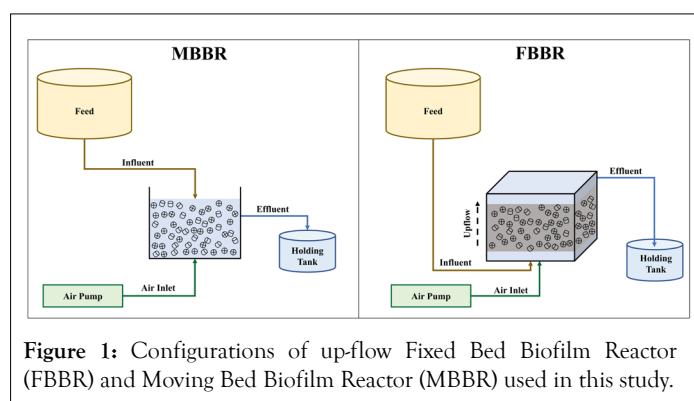 MBBR
Feed
Influent
Effluent
Holding
Tank
Air Pump
Air Inlet
FBBR
Feed
Upflow
Effluent
Holding
Tank
Influent
Air Pump
Air Inlet
Figure 1: Configurations of up-flow Fixed Bed Biofilm Reactor
(FBBR) and Moving Bed Biofilm Reactor (MBBR) used in this study.